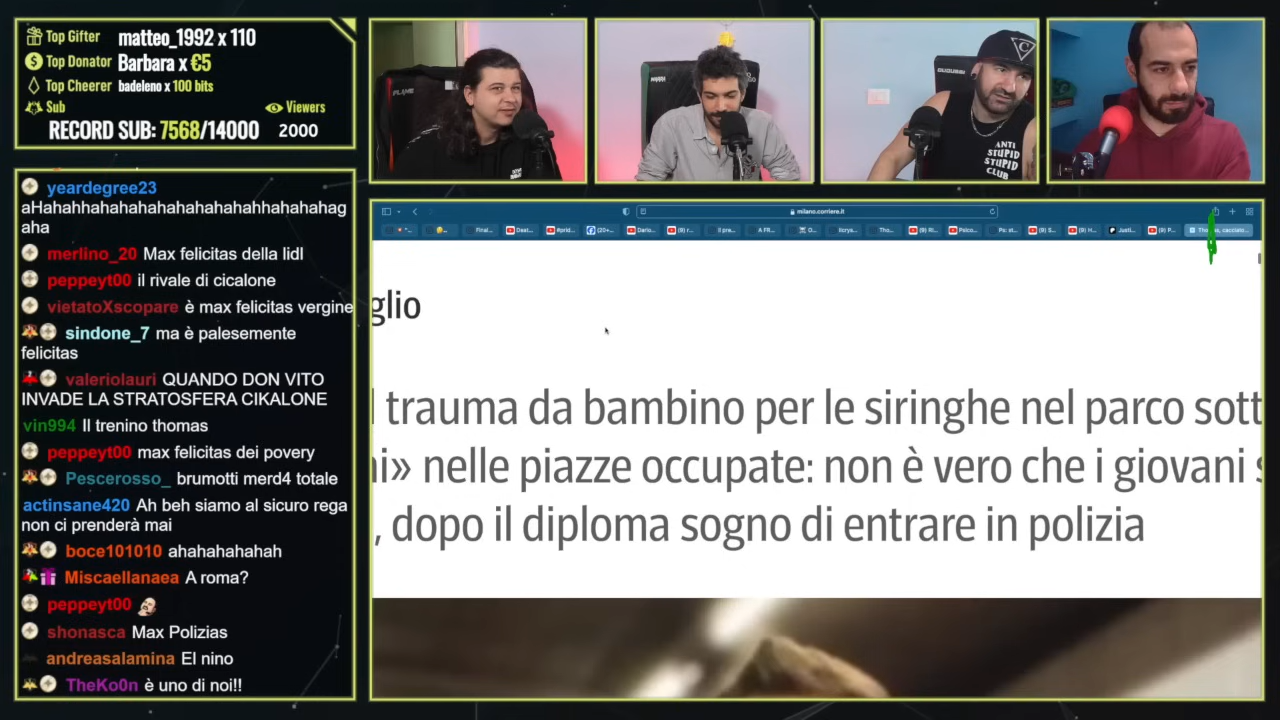 Top Gifter matteo_1992 x 110
Top Donator Barbara x €5
Top Cheerer badeleno x 100 bits
Sub
Viewers
RECORD SUB: 7568/14000
2000
yeardegree23
aHahahhahahahahahahahahhahahahag
aha
merlino_20 Max felicitas della lidl
peppeyt00 il rivale di cicalone
vietatoXscopare è max felicitas vergine
sindone_7 ma è palesemente
felicitas
valeriolauri QUANDO DON VITO
INVADE LA STRATOSFERA CIKALONE
vin994 Il trenino thomas
peppeyt00 max felicitas dei povery
Pescerosso_ brumotti merd4 totale
actinsane420 Ah beh siamo al sicuro rega
non ci prenderà mai
boce101010 ahahahahahah
Miscaellanaea A roma?
peppeyt00
shonasca Max Polizias
andreasalamina El nino
TheKo0n è uno di noi!!
ANTI
STUPID
STUPID
CLUB
milano.corriere.it
glio
trauma da bambino per le siringhe nel parco sott
ni» nelle piazze occupate: non è vero che i giovani s
, dopo il diploma sogno di entrare in polizia